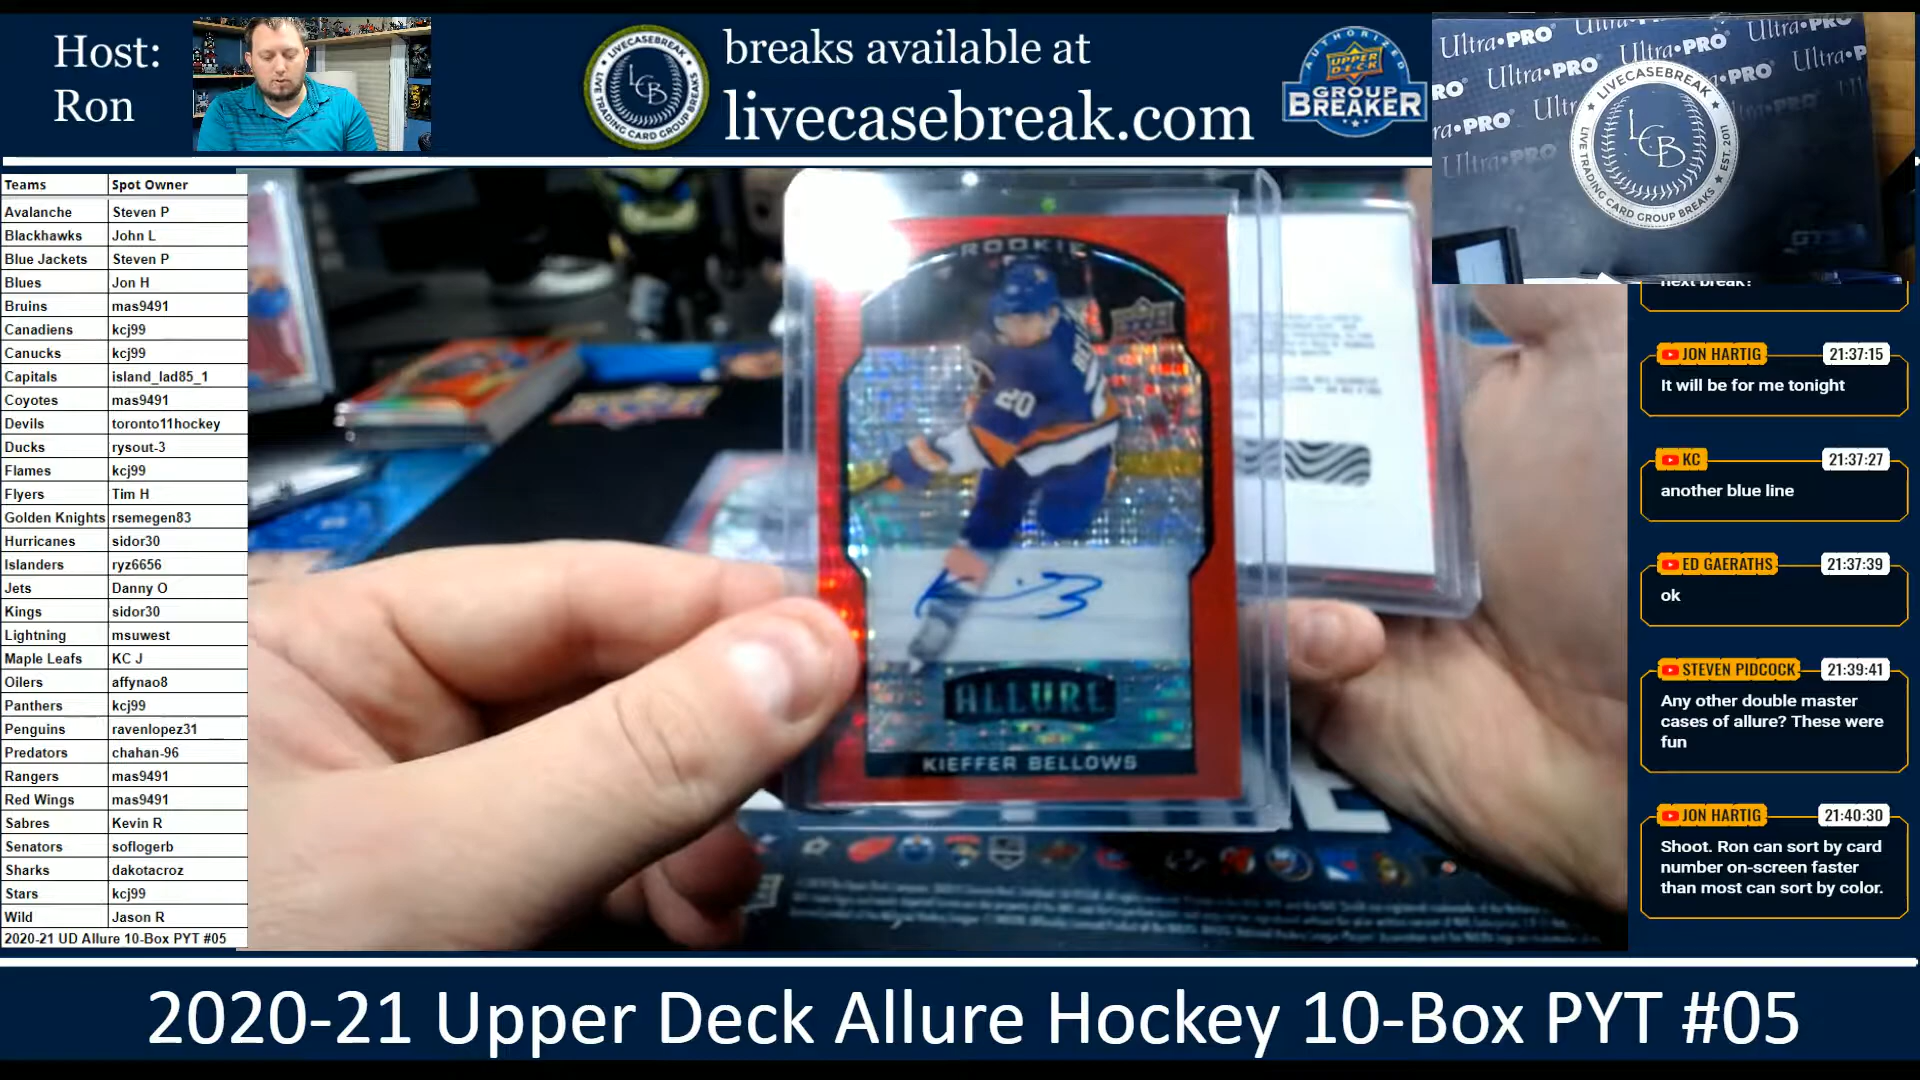 Host:
Ron
LIVECASEBREAK
LCB
LIVE TRADING CARD GROUP BREAKS
breaks available at
livecasebreak.com
AUTHORIZED
UPPER DECK
GROUP
BREAKER
Ultra•PRO
LIVECASEBREAK
LCB
LIVE TRADING CARD GROUP BREAKS
EST. 2011
Teams Spot Owner
Avalanche Steven P
Blackhawks John L
Blue Jackets Steven P
Blues Jon H
Bruins mas9491
Canadiens kcj99
Canucks kcj99
Capitals island_lad85_1
Coyotes mas9491
Devils toronto11hockey
Ducks rysout-3
Flames kcj99
Flyers Tim H
Golden Knights rsemegen83
Hurricanes sidor30
Islanders ryz6656
Jets Danny O
Kings sidor30
Lightning msuwest
Maple Leafs KC J
Oilers affynao8
Panthers kcj99
Penguins ravenlopez31
Predators chahan-96
Rangers mas9491
Red Wings mas9491
Sabres Kevin R
Senators soflogerb
Sharks dakotacroz
Stars kcj99
Wild Jason R
2020-21 UD Allure 10-Box PYT #05
ROOKIE
20
ALLURE
KIEFFER BELLOWS
next break?
JON HARTIG 21:37:15
It will be for me tonight
KC 21:37:27
another blue line
ED GAERATHS 21:37:39
ok
STEVEN PIDCOCK 21:39:41
Any other double master
cases of allure? These were
fun
JON HARTIG 21:40:30
Shoot. Ron can sort by card
number on-screen faster
than most can sort by color.
2020-21 Upper Deck Allure Hockey 10-Box PYT #05